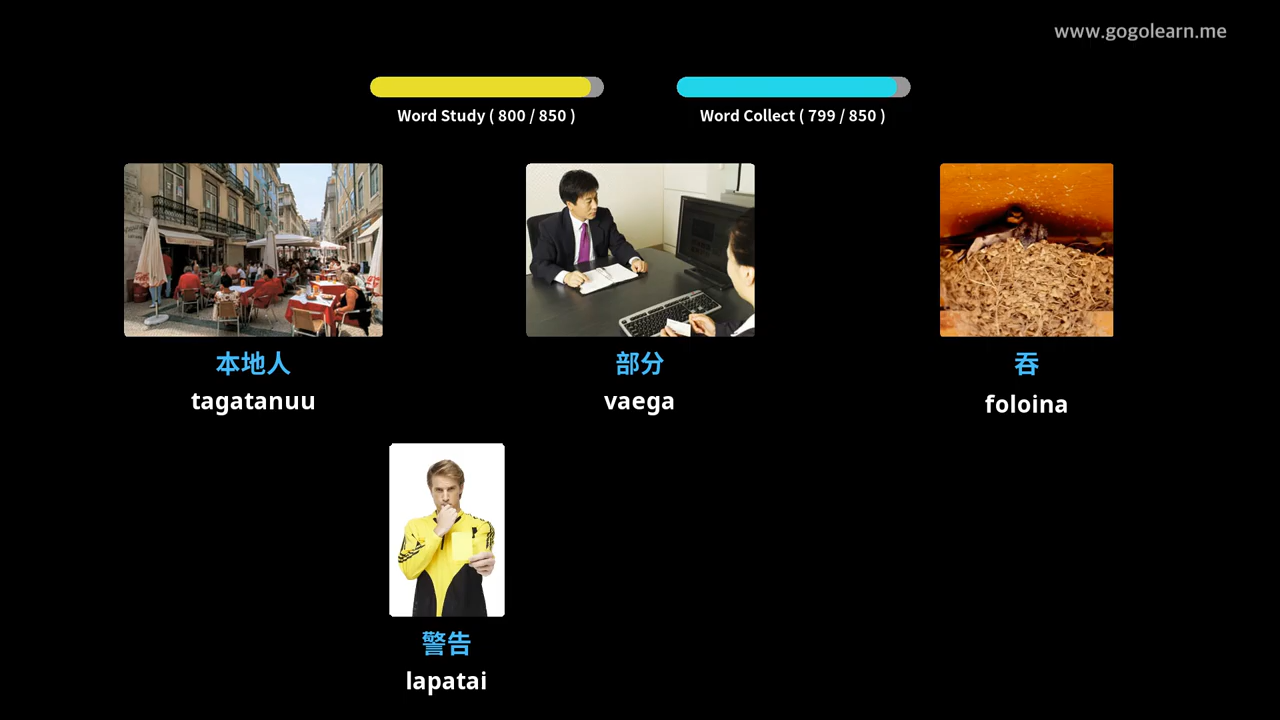 www.gogolearn.me
Word Study ( 800 / 850 )
Word Collect ( 799 / 850 )
本地人
tagatanuu
部分
vaega
吞
foloina
警告
lapatai